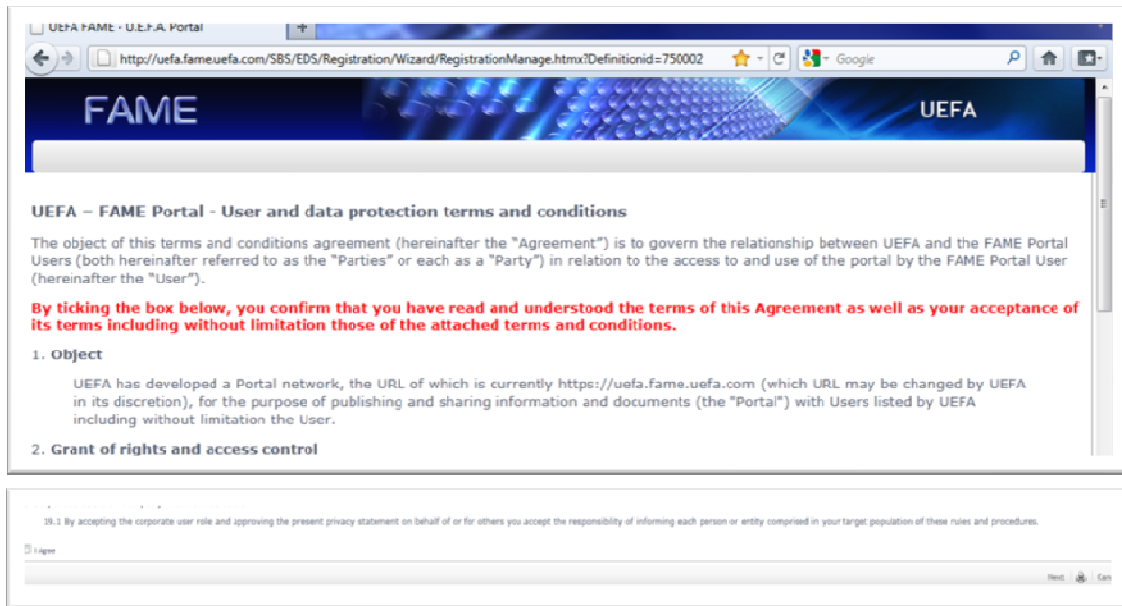 UEFA FAME - U.E.F.A. Portal
http://uefa.fame.uefa.com/SBS/EDS/Registration/Wizard/RegistrationManage.htmx?Definitionid=750002 Google
FAME UEFA
UEFA – FAME Portal - User and data protection terms and conditions
The object of this terms and conditions agreement (hereinafter the "Agreement") is to govern the relationship between UEFA and the FAME Portal
Users (both hereinafter referred to as the "Parties" or each as a "Party") in relation to the access to and use of the portal by the FAME Portal User
(hereinafter the "User").
By ticking the box below, you confirm that you have read and understood the terms of this Agreement as well as your acceptance of
its terms including without limitation those of the attached terms and conditions.
1. Object
UEFA has developed a Portal network, the URL of which is currently https://uefa.fame.uefa.com (which URL may be changed by UEFA
in its discretion), for the purpose of publishing and sharing information and documents (the "Portal") with Users listed by UEFA
including without limitation the User.
2. Grant of rights and access control
19.1 By accepting the corporate user role and approving the present privacy statement on behalf of or for others you accept the responsibility of informing each person or entity comprised in your target population of these rules and procedures.
I Agree
Next Can